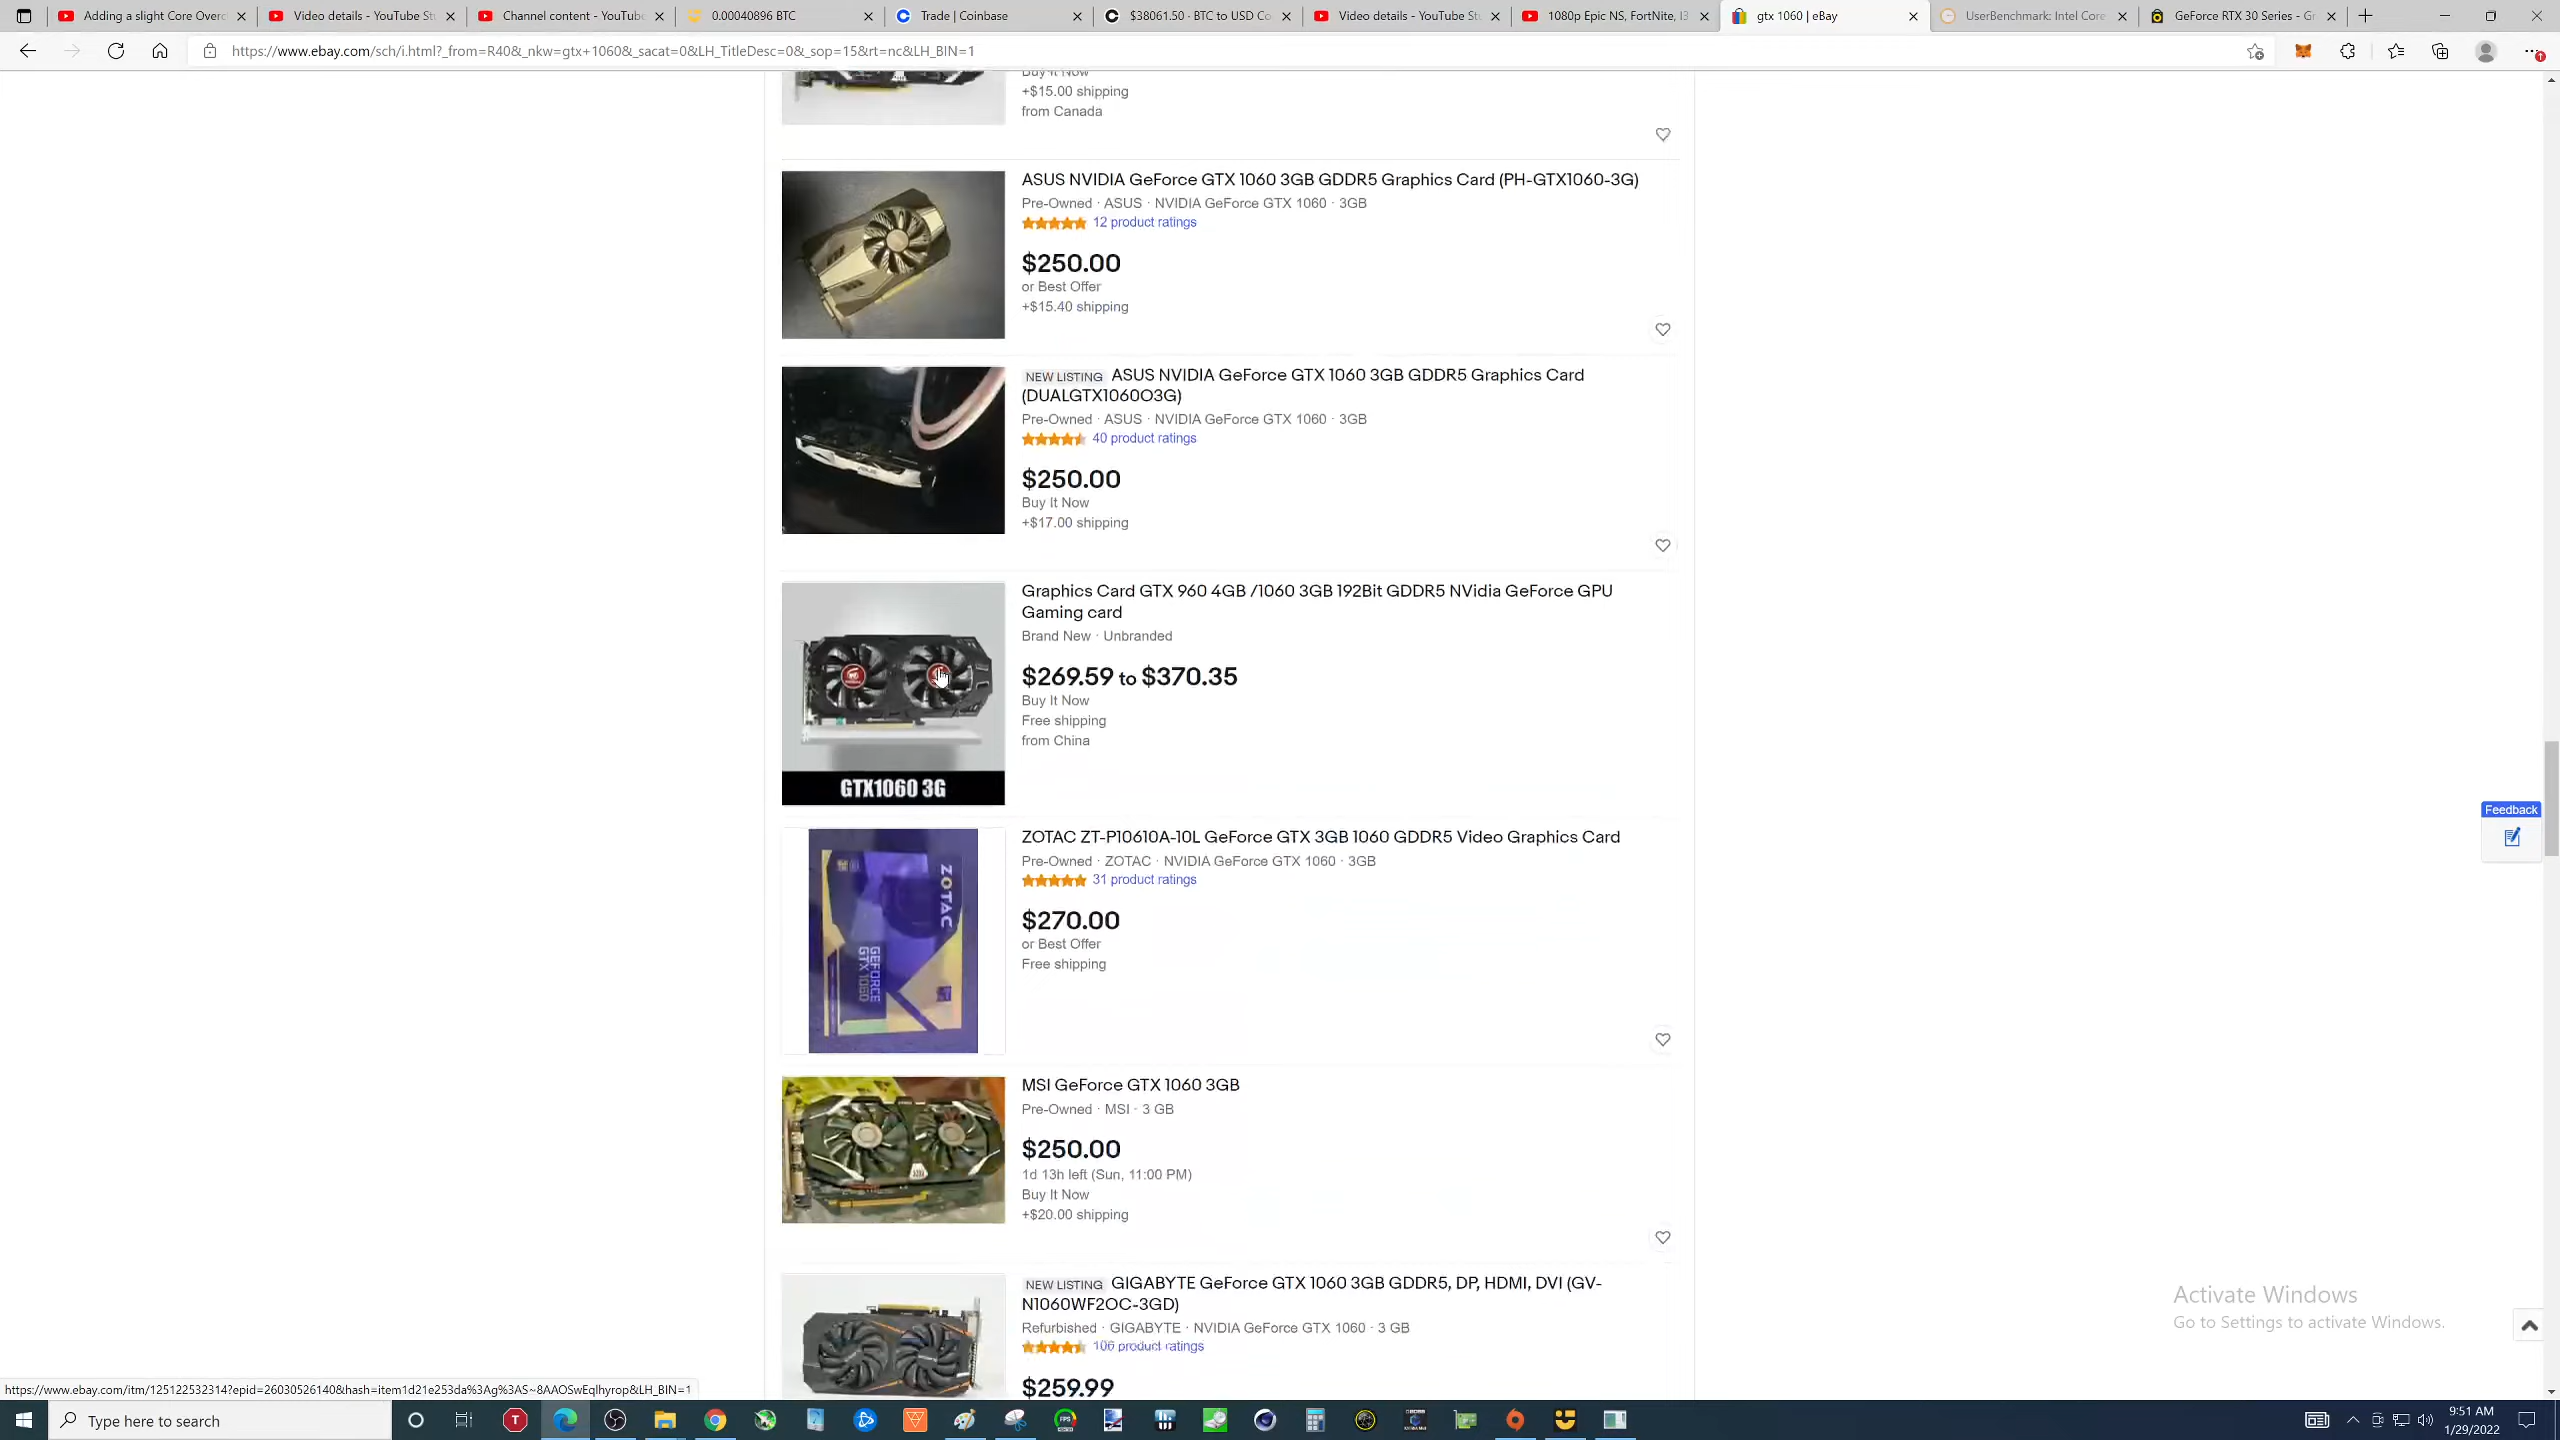 Adding a slight Core Overc
Video details - YouTube St
Channel content - YouTube
0.00040896 BTC
Trade | Coinbase
$38061.50 - BTC to USD Co
Video details - YouTube St
1080p Epic NS, FortNite, I3
gtx 1060 | eBay
UserBenchmark: Intel Core
GeForce RTX 30 Series - Gr
https://www.ebay.com/sch/i.html?_from=R40&_nkw=gtx+1060&_sacat=0&LH_TitleDesc=0&_sop=15&rt=nc&LH_BIN=1
Buy It Now
+$15.00 shipping
from Canada
ASUS NVIDIA GeForce GTX 1060 3GB GDDR5 Graphics Card (PH-GTX1060-3G)
Pre-Owned · ASUS · NVIDIA GeForce GTX 1060 · 3GB
12 product ratings
$250.00
or Best Offer
+$15.40 shipping
NEW LISTING ASUS NVIDIA GeForce GTX 1060 3GB GDDR5 Graphics Card
(DUALGTX1060O3G)
Pre-Owned · ASUS · NVIDIA GeForce GTX 1060 · 3GB
40 product ratings
$250.00
Buy It Now
+$17.00 shipping
Graphics Card GTX 960 4GB /1060 3GB 192Bit GDDR5 NVidia GeForce GPU
Gaming card
Brand New · Unbranded
$269.59 to $370.35
Buy It Now
Free shipping
from China
GTX1060 3G
ZOTAC ZT-P10610A-10L GeForce GTX 3GB 1060 GDDR5 Video Graphics Card
Pre-Owned · ZOTAC · NVIDIA GeForce GTX 1060 · 3GB
31 product ratings
$270.00
or Best Offer
Free shipping
ZOTAC
GEFORCE
GTX 1060
Feedback
MSI GeForce GTX 1060 3GB
Pre-Owned · MSI · 3 GB
$250.00
1d 13h left (Sun, 11:00 PM)
Buy It Now
+$20.00 shipping
NEW LISTING GIGABYTE GeForce GTX 1060 3GB GDDR5, DP, HDMI, DVI (GV-
N1060WF2OC-3GD)
Refurbished · GIGABYTE · NVIDIA GeForce GTX 1060 · 3 GB
106 product ratings
$259.99
Activate Windows
Go to Settings to activate Windows.
https://www.ebay.com/itm/125122532314?epid=26030526140&hash=item1d21e253da%3Ag%3AS~8AAOSwEqlhyrop&LH_BIN=1
Type here to search
9:51 AM
1/29/2022